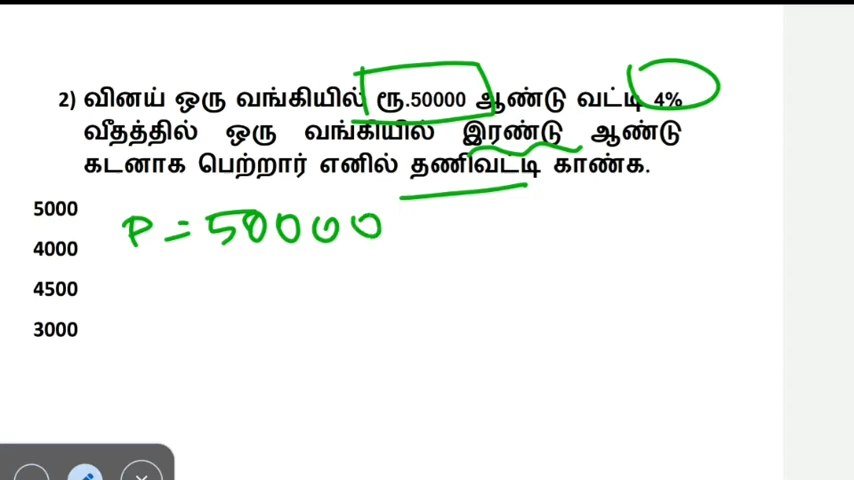 2) வினய் ஒரு வங்கியில் ரூ.50000 ஆண்டு வட்டி 4%
வீதத்தில் ஒரு வங்கியில் இரண்டு ஆண்டு
கடனாக பெற்றார் எனில் தணிவட்டி காண்க.
5000
P = 50000
4000
4500
3000